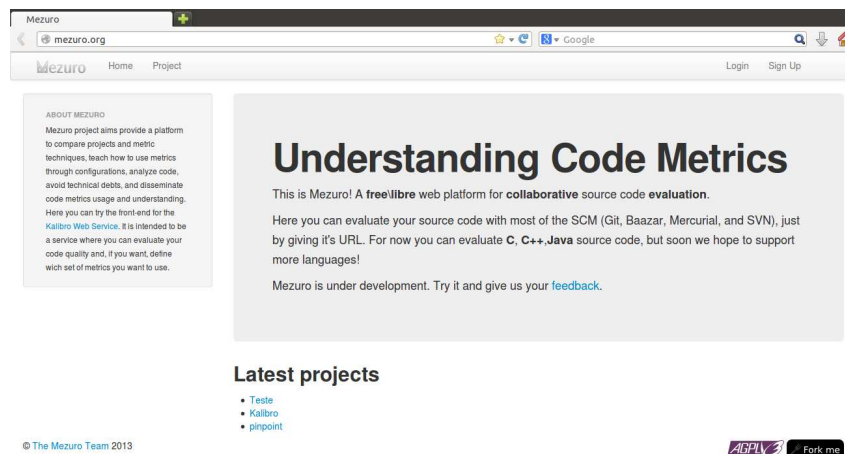 Mezuro
mezuro.org
Google
Mezuro
Home
Project
Login
Sign Up
ABOUT MEZURO
Mezuro project aims provide a platform
to compare projects and metric
techniques, teach how to use metrics
through configurations, analyze code,
avoid technical debts, and disseminate
code metrics usage and understanding.
Here you can try the front-end for the
Kalibro Web Service. It is intended to be
a service where you can evaluate your
code quality and, if you want, define
wich set of metrics you want to use.
Understanding Code Metrics
This is Mezuro! A free\libre web platform for collaborative source code evaluation.
Here you can evaluate your source code with most of the SCM (Git, Baazar, Mercurial, and SVN), just
by giving it's URL. For now you can evaluate C, C++,Java source code, but soon we hope to support
more languages!
Mezuro is under development. Try it and give us your feedback.
Latest projects
• Teste
• Kalibro
• pinpoint
© The Mezuro Team 2013
AGPLV3
Fork me